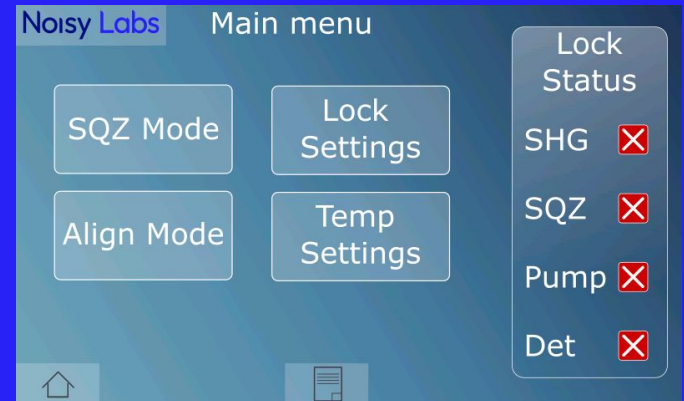 Noisy Labs
Main menu
SQZ Mode
Lock
Settings
Align Mode
Temp
Settings
Lock
Status
SHG
SQZ
Pump
Det